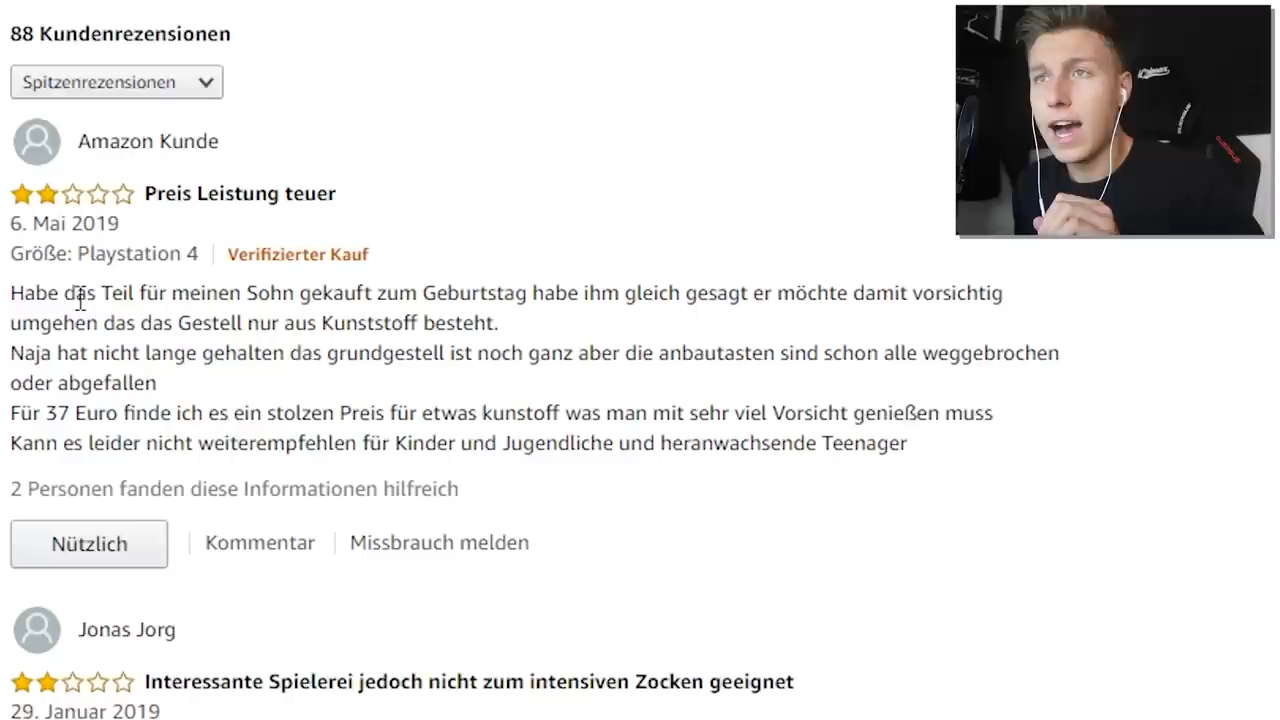 88 Kundenrezensionen
Spitzenrezensionen
Amazon Kunde
Preis Leistung teuer
6. Mai 2019
Größe: Playstation 4 | Verifizierter Kauf
Habe das Teil für meinen Sohn gekauft zum Geburtstag habe ihm gleich gesagt er möchte damit vorsichtig
umgehen das das Gestell nur aus Kunststoff besteht.
Naja hat nicht lange gehalten das grundgestell ist noch ganz aber die anbautasten sind schon alle weggebrochen
oder abgefallen
Für 37 Euro finde ich es ein stolzen Preis für etwas kunstoff was man mit sehr viel Vorsicht genießen muss
Kann es leider nicht weiterempfehlen für Kinder und Jugendliche und heranwachsende Teenager
2 Personen fanden diese Informationen hilfreich
Nützlich | Kommentar | Missbrauch melden
Jonas Jorg
Interessante Spielerei jedoch nicht zum intensiven Zocken geeignet
29. Januar 2019